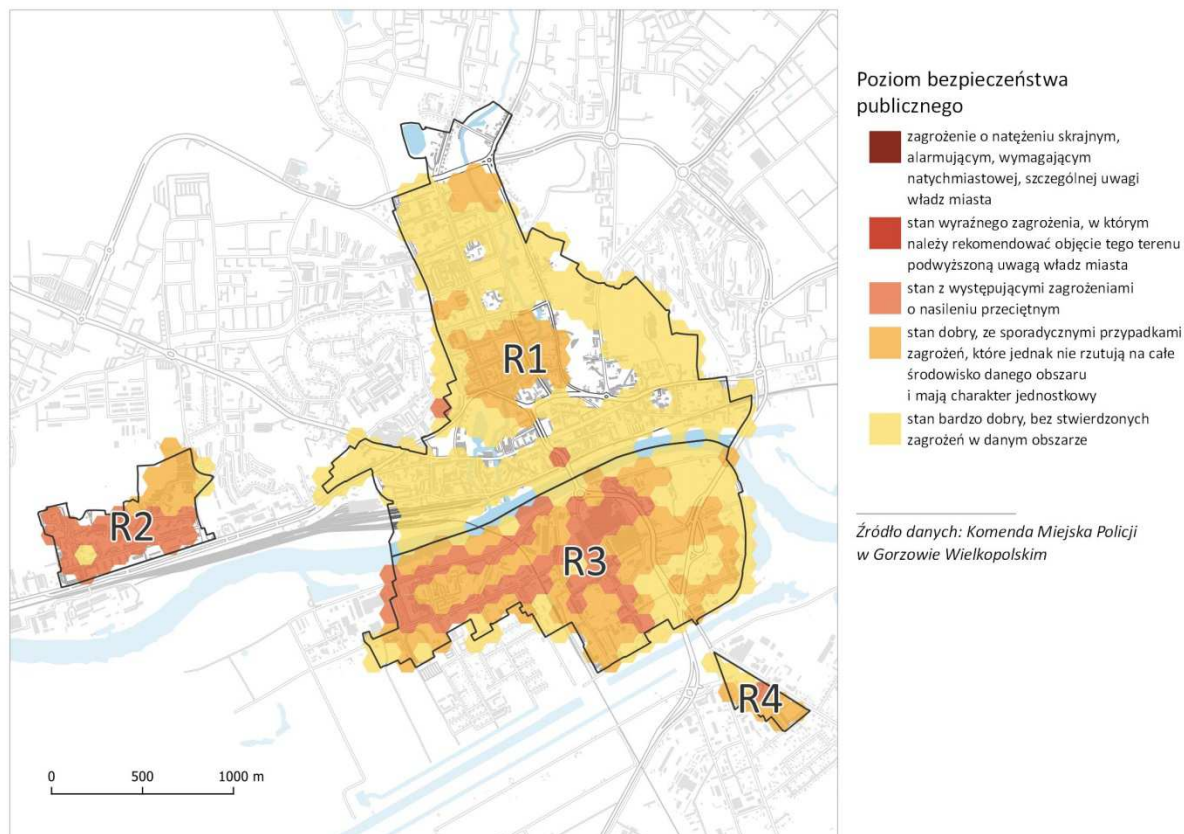 R1
R2
R3
R4
0 500 1000 m
Poziom bezpieczeństwa
publicznego
zagrożenie o natężeniu skrajnym,
alarmującym, wymagającym
natychmiastowej, szczególnej uwagi
władz miasta
stan wyraźnego zagrożenia, w którym
należy rekomendować objęcie tego terenu
podwyższoną uwagą władz miasta
stan z występującymi zagrożeniami
o nasileniu przeciętnym
stan dobry, ze sporadycznymi przypadkami
zagrożeń, które jednak nie rzutują na całe
środowisko danego obszaru
i mają charakter jednostkowy
stan bardzo dobry, bez stwierdzonych
zagrożeń w danym obszarze
Źródło danych: Komenda Miejska Policji
w Gorzowie Wielkopolskim